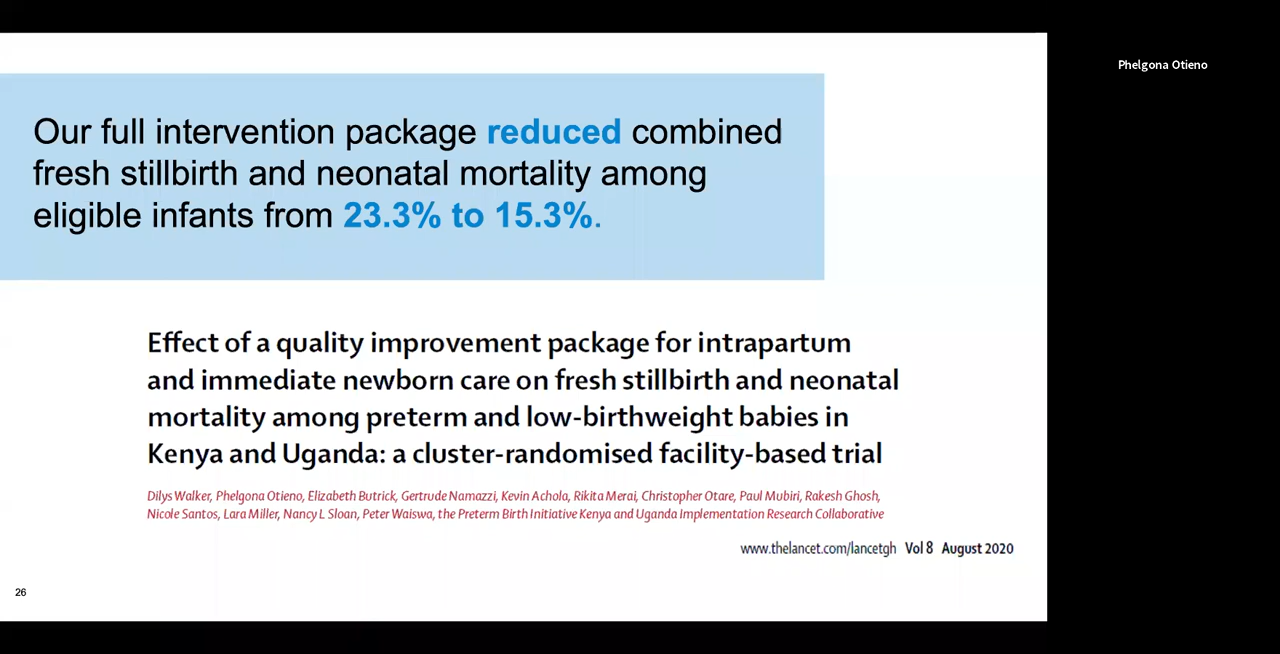 Phelgona Otieno
Our full intervention package reduced combined
fresh stillbirth and neonatal mortality among
eligible infants from 23.3% to 15.3%.
Effect of a quality improvement package for intrapartum
and immediate newborn care on fresh stillbirth and neonatal
mortality among preterm and low-birthweight babies in
Kenya and Uganda: a cluster-randomised facility-based trial
Dilys Walker, Phelgona Otieno, Elizabeth Butrick, Gertrude Namazzi, Kevin Achola, Rikita Merai, Christopher Otare, Paul Mubiri, Rakesh Ghosh,
Nicole Santos, Lara Miller, Nancy L Sloan, Peter Waiswa, the Preterm Birth Initiative Kenya and Uganda Implementation Research Collaborative
www.thelancet.com/lancetgh Vol 8 August 2020
26